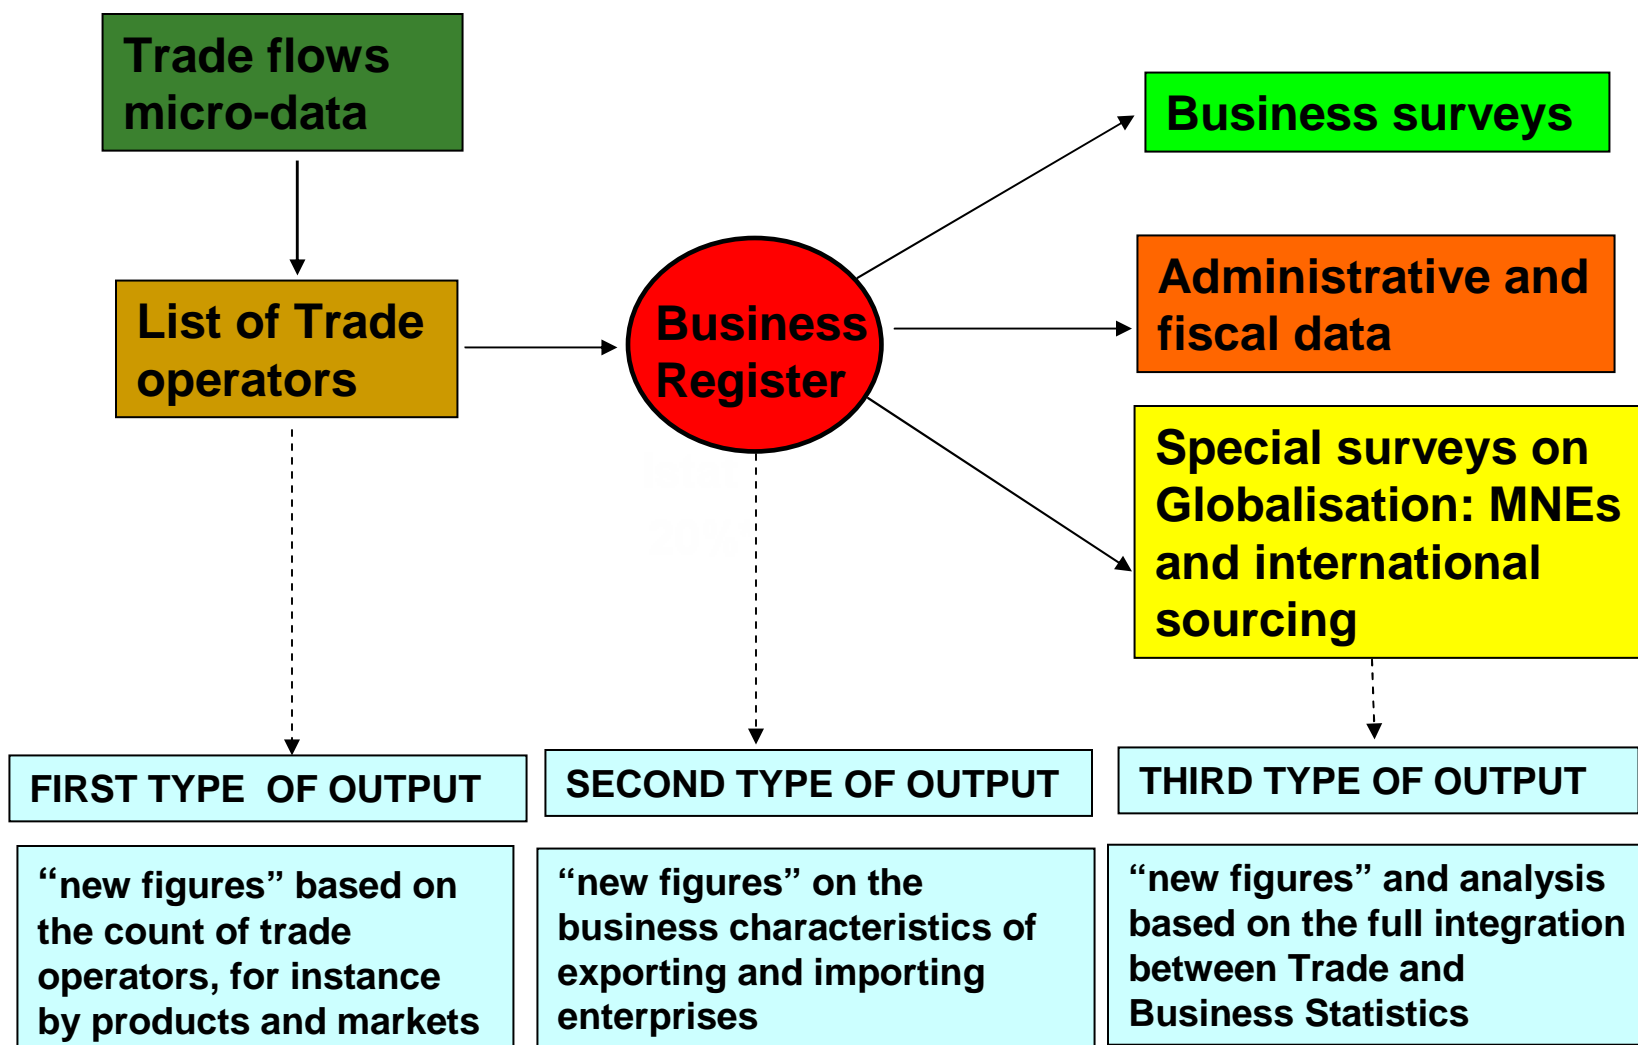 Trade flows
micro-data
Business surveys
Administrative and
fiscal data
List of Trade
operators
Business
Register
Special surveys on
Globalisation: MNEs
and international
sourcing
FIRST TYPE OF OUTPUT
SECOND TYPE OF OUTPUT
THIRD TYPE OF OUTPUT
“new figures” based on
the count of trade
operators, for instance
by products and markets
“new figures” on the
business characteristics of
exporting and importing
enterprises
“new figures” and analysis
based on the full integration
between Trade and
Business Statistics